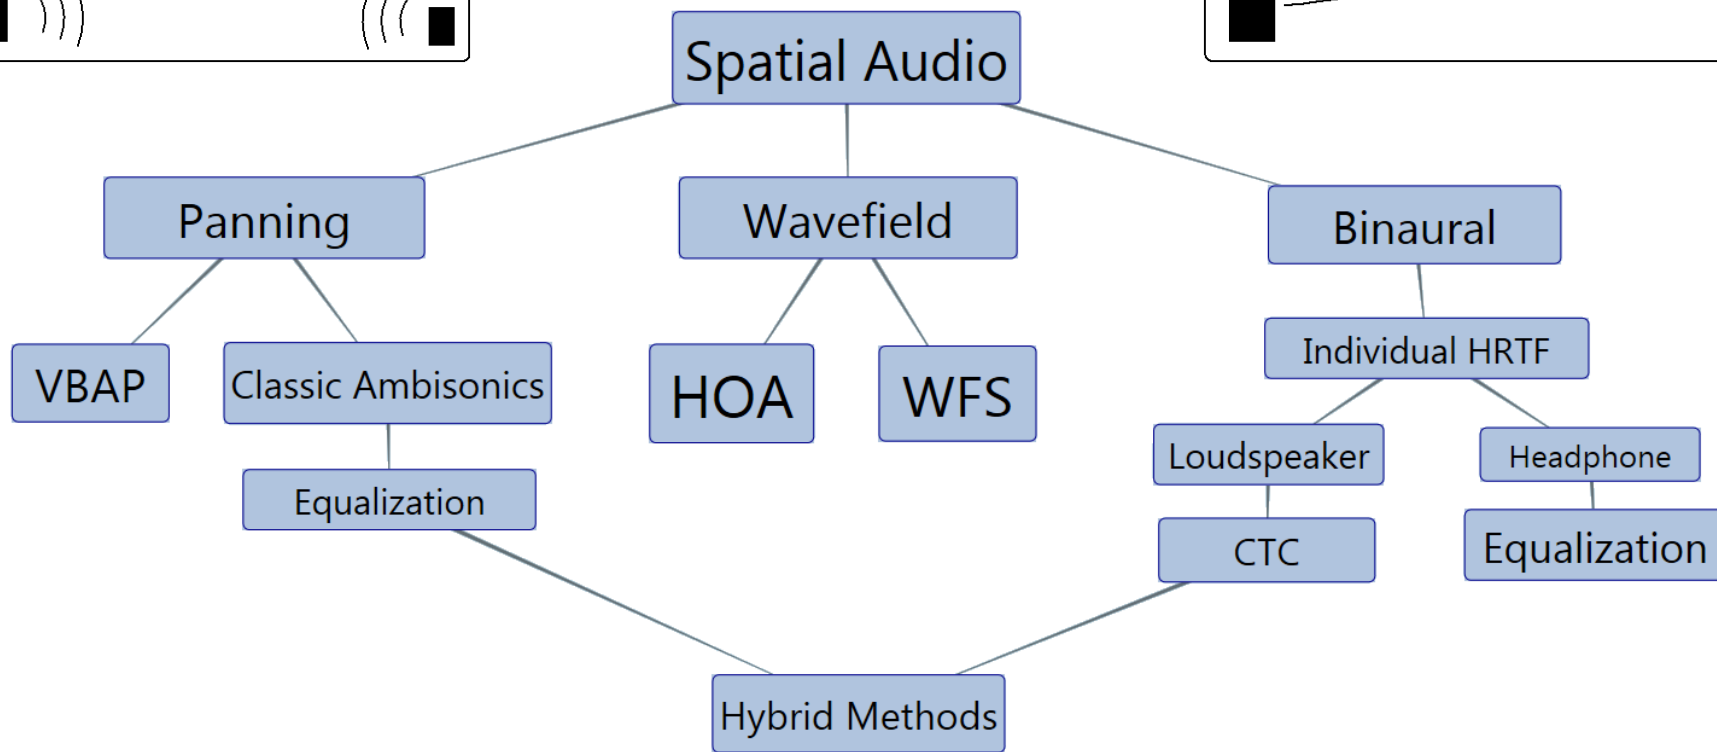 Spatial Audio
Panning
Wavefield
Binaural
Individual HRTF
VBAP
Classic Ambisonics
HOA
WFS
Loudspeaker
Headphone
Equalization
CTC
Equalization
Hybrid Methods